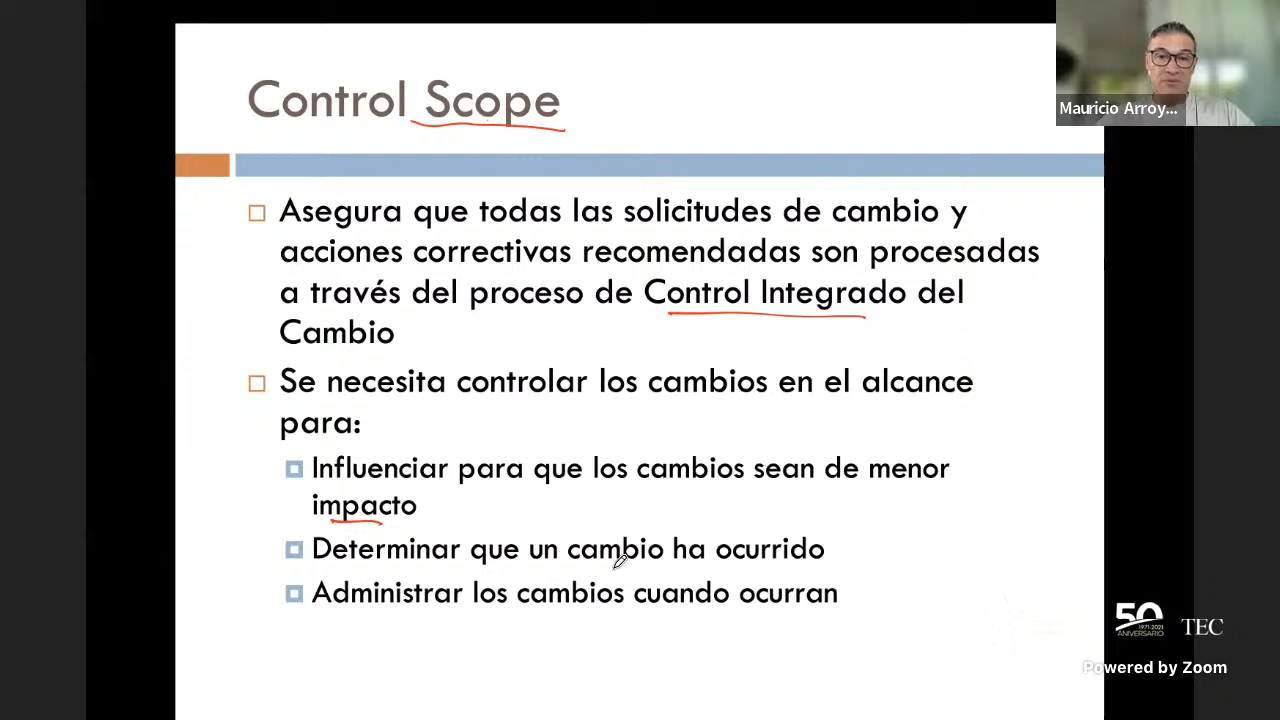 Control Scope
Mauricio Arroy...
Asegura que todas las solicitudes de cambio y
acciones correctivas recomendadas son procesadas
a través del proceso de Control Integrado del
Cambio
Se necesita controlar los cambios en el alcance
para:
Influenciar para que los cambios sean de menor
impacto
Determinar que un cambio ha ocurrido
Administrar los cambios cuando ocurran
50
1971-2021
ANIVERSARIO
TEC
Powered by Zoom